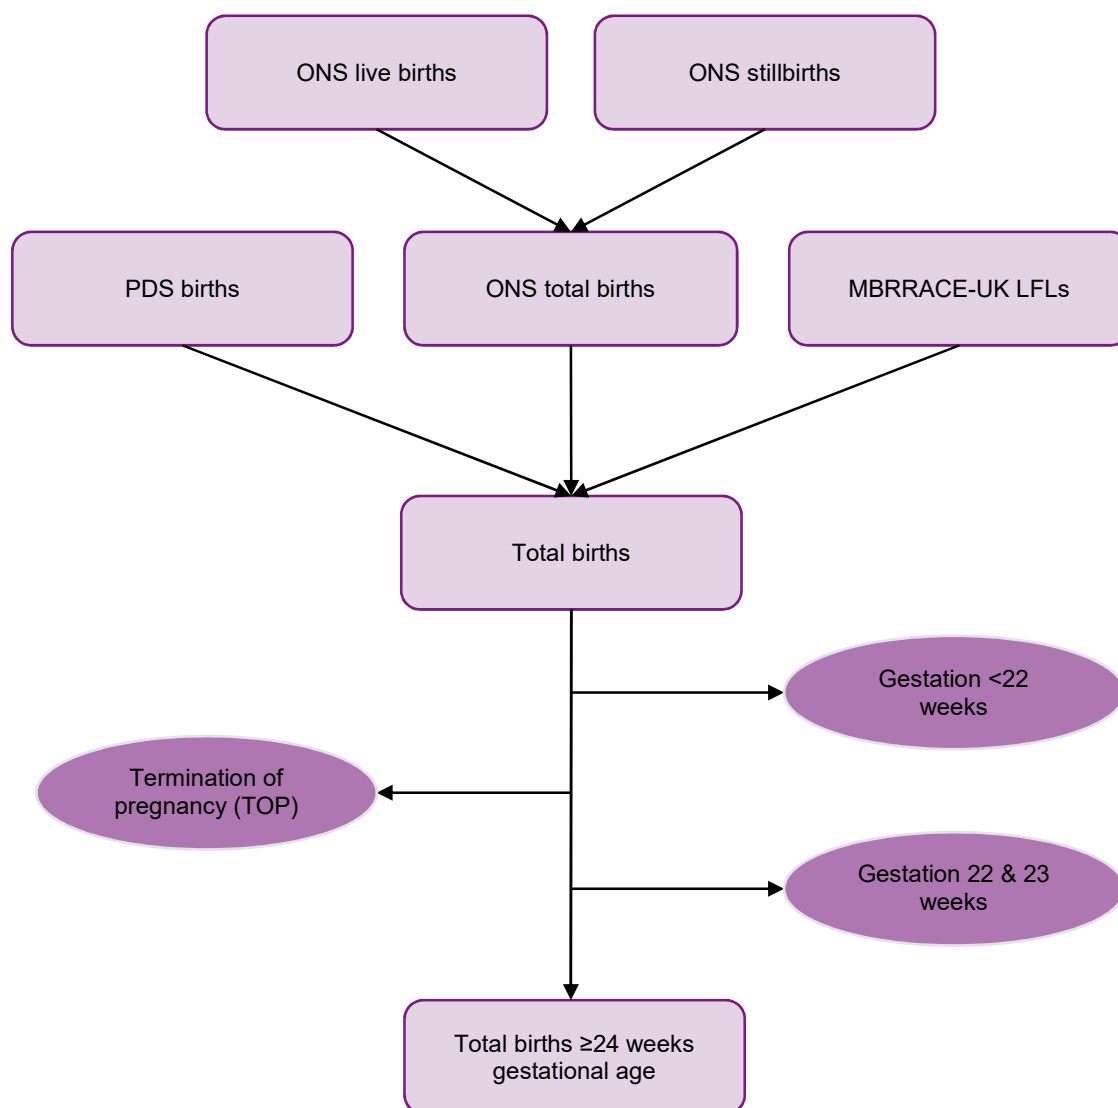 ONS live births
ONS stillbirths
PDS births
ONS total births
MBRRACE-UK LFLs
Total births
Gestation <22
weeks
Termination of
pregnancy (TOP)
Gestation 22 & 23
weeks
Total births ≥24 weeks
gestational age